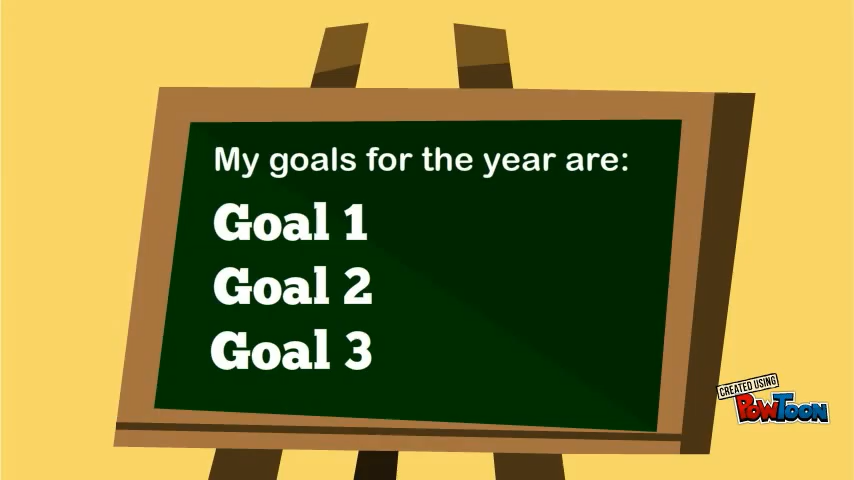 My goals for the year are:
Goal 1
Goal 2
Goal 3
CREATED USING
POWTOON